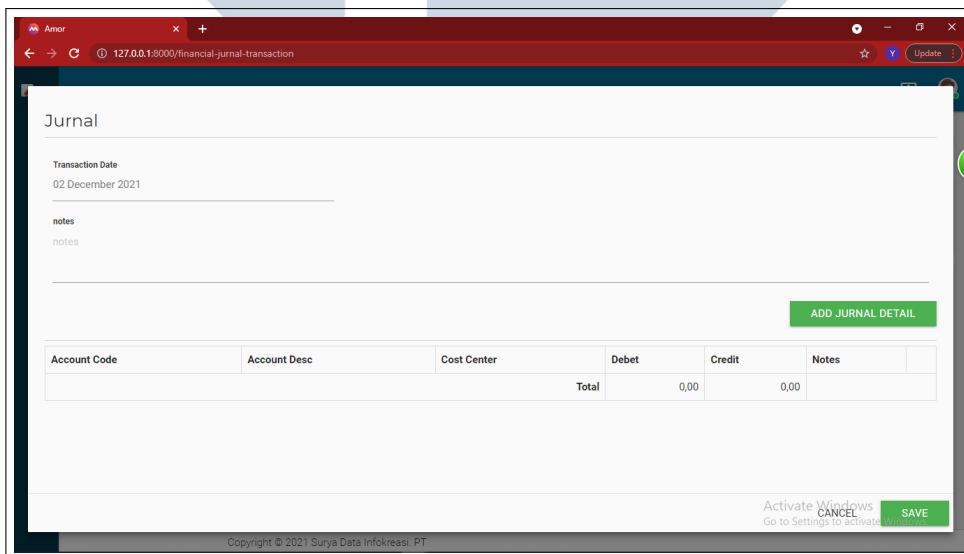 Amor
127.0.0.1:8000/financial-jurnal-transaction
Y
Update
Jurnal
Transaction Date
02 December 2021
notes
notes
ADD JURNAL DETAIL
Account Code Account Desc Cost Center Debet Credit Notes
Total 0,00 0,00
Activate Windows
CANCEL SAVE
Go to Settings to activate Windows.
Copyright © 2021 Surya Data Infokreasi. PT